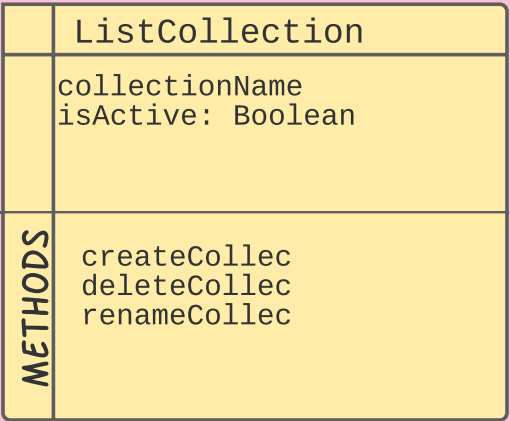 ListCollection
collectionName
isActive: Boolean
METHODS
createCollec
deleteCollec
renameCollec